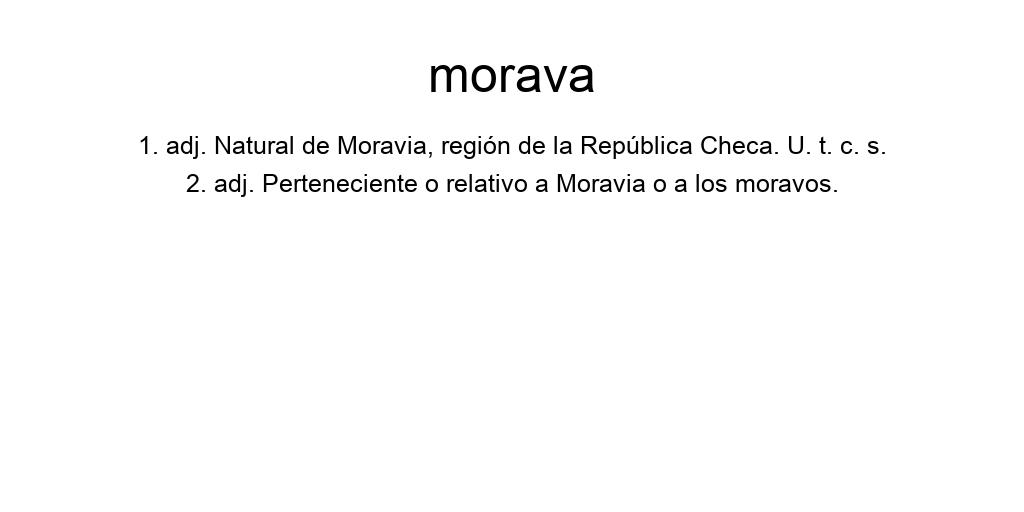 morava
1. adj. Natural de Moravia, región de la República Checa. U. t. c. s.
2. adj. Perteneciente o relativo a Moravia o a los moravos.